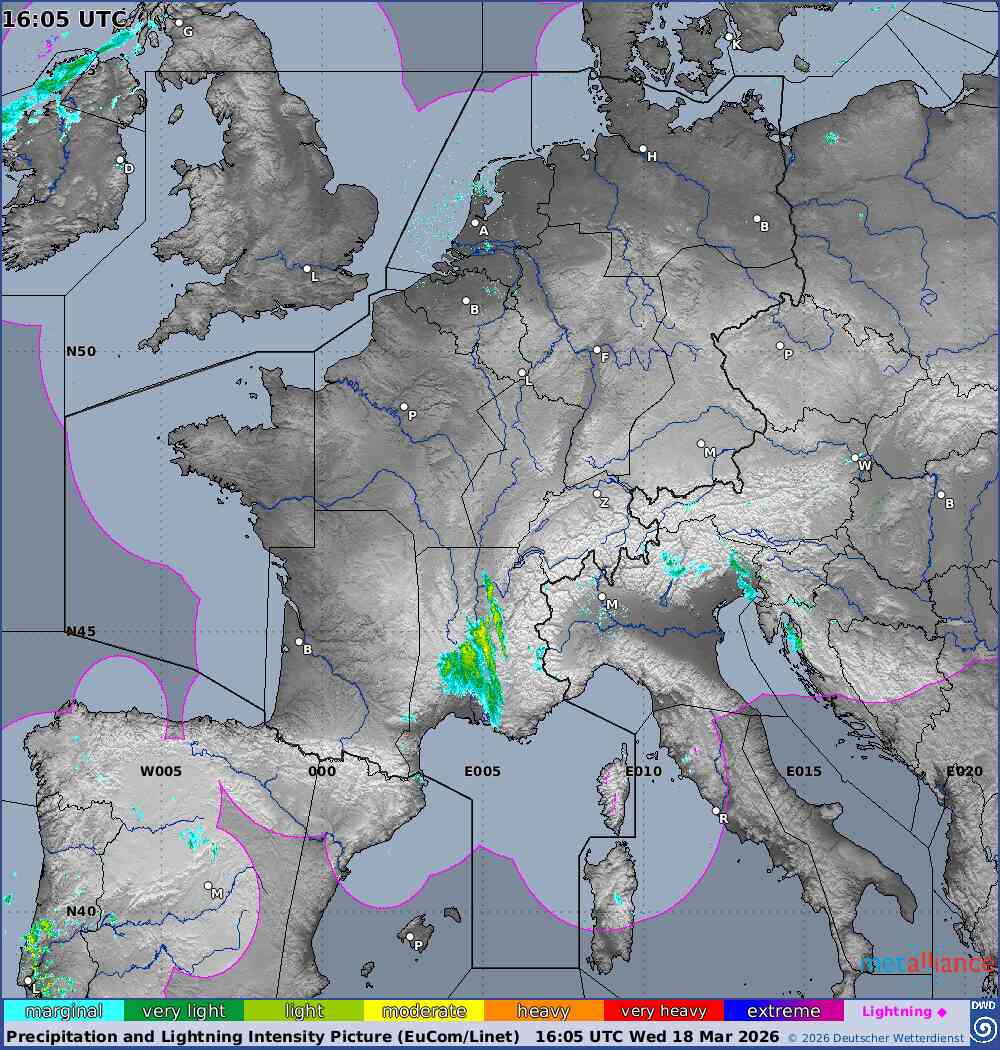 16:05 UTC
G
K
S
D
H
A
B
L
B
N50
F
P
P
L
M
W
B
Z
M
N45
B
W005
000
E005
E010
E015
E020
R
M
N40
P
L
metalliance
marginal
very light
light
moderate
heavy
very heavy
extreme
Lightning ◆
DWD
Precipitation and Lightning Intensity Picture (EuCom/Linet) 16:05 UTC Wed 18 Mar 2026 © 2026 Deutscher Wetterdienst